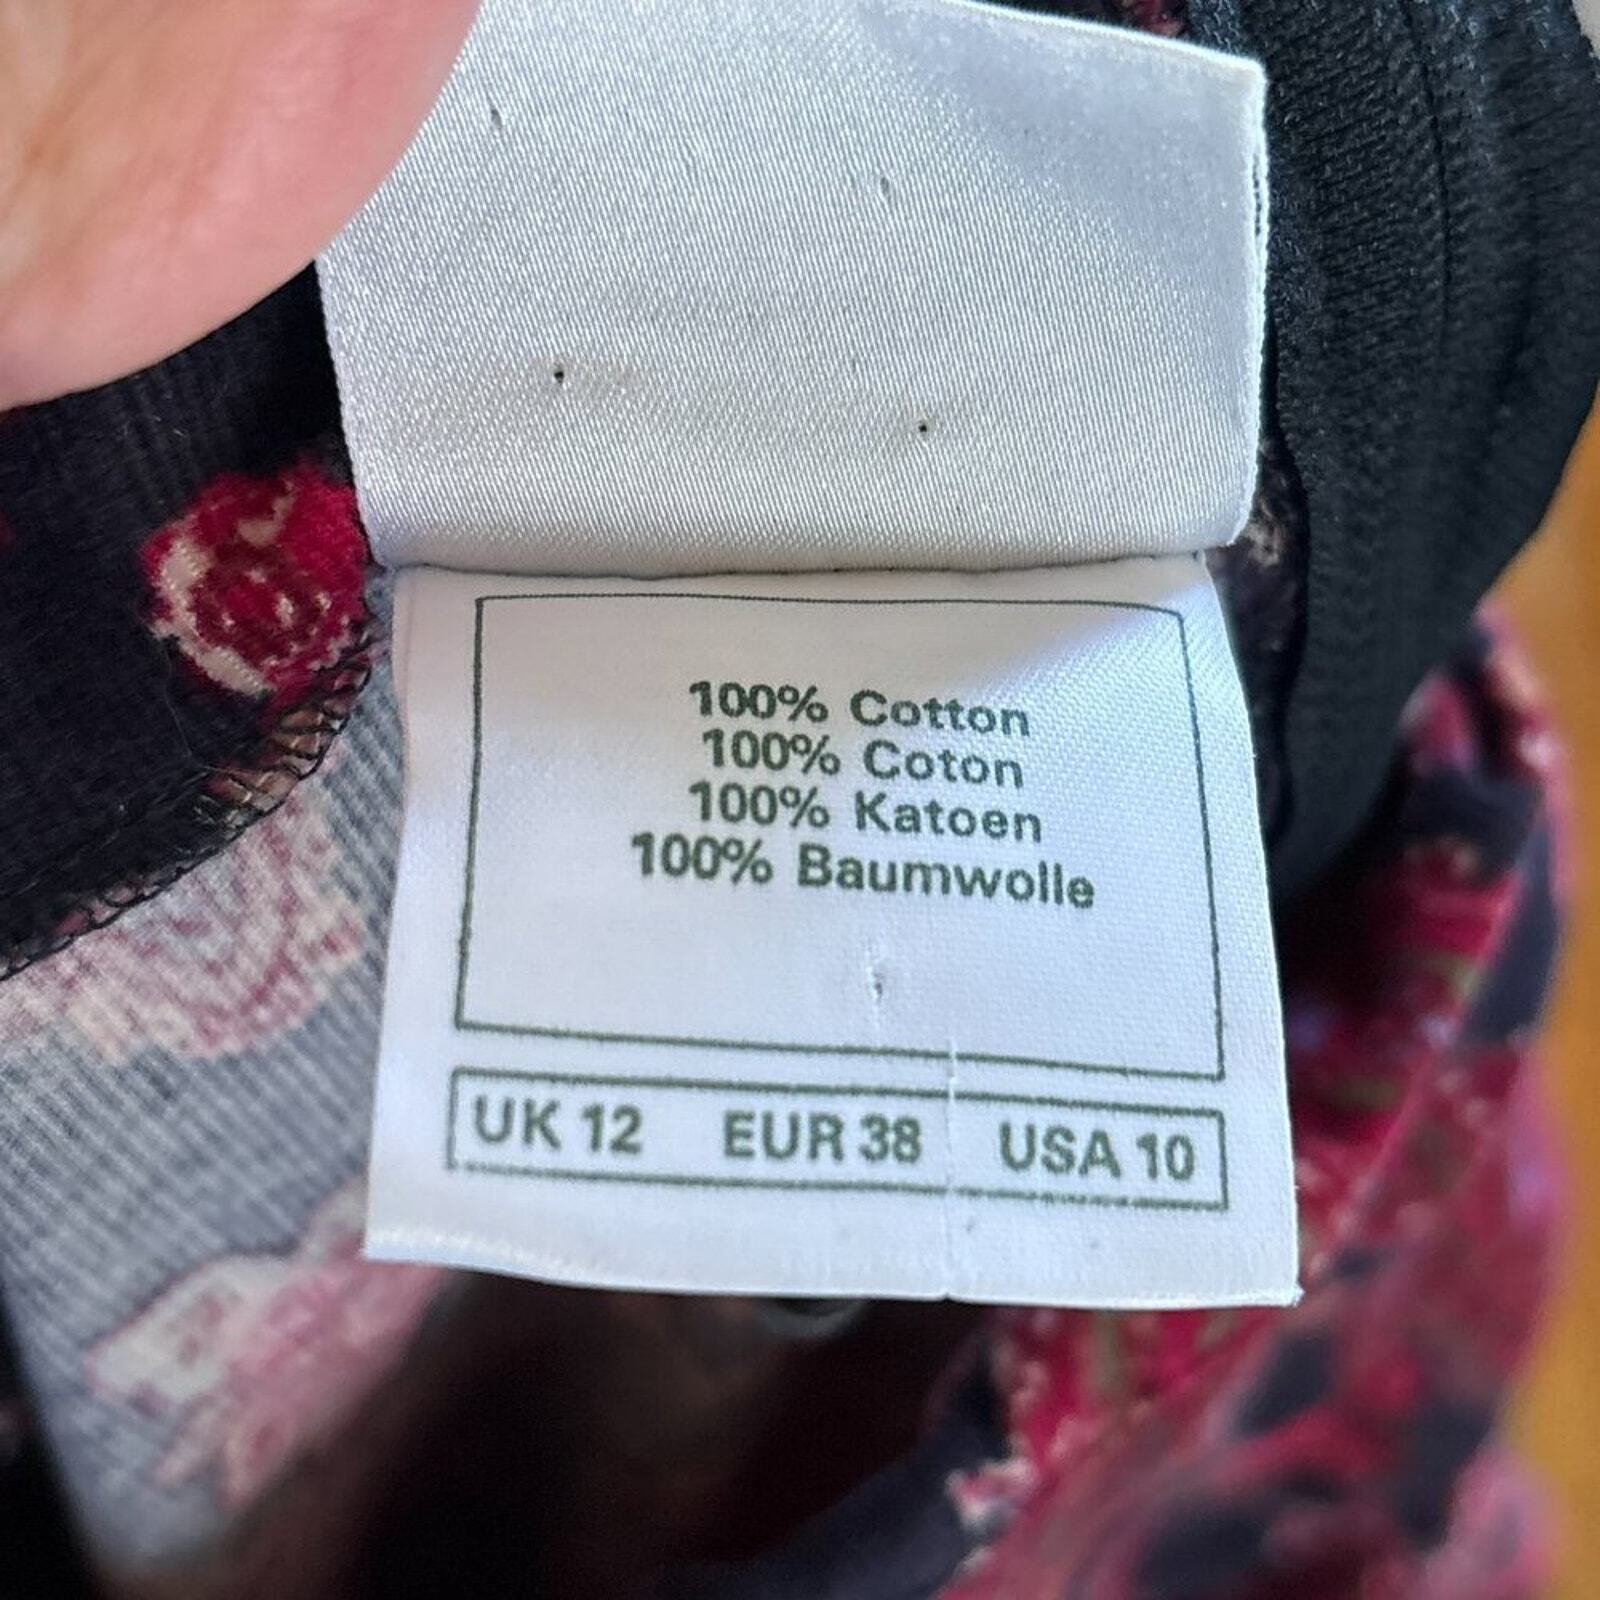 100% Cotton
100% Coton
100% Katoen
100% Baumwolle
UK 12 EUR 38 USA 10